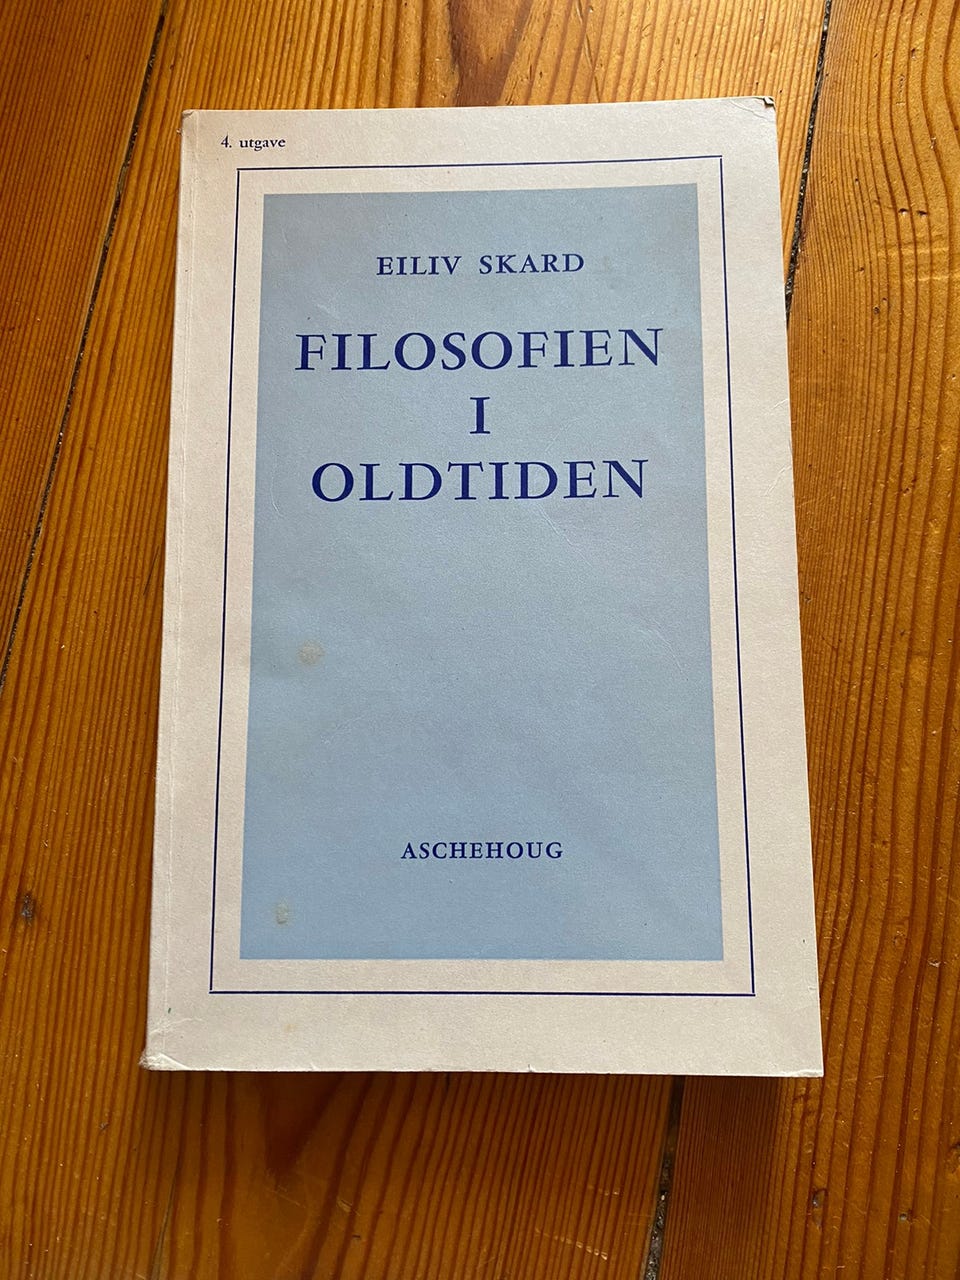 4. utgave
EILIV SKARD
FILOSOFIEN
I
OLDTIDEN
ASCHEHOUG